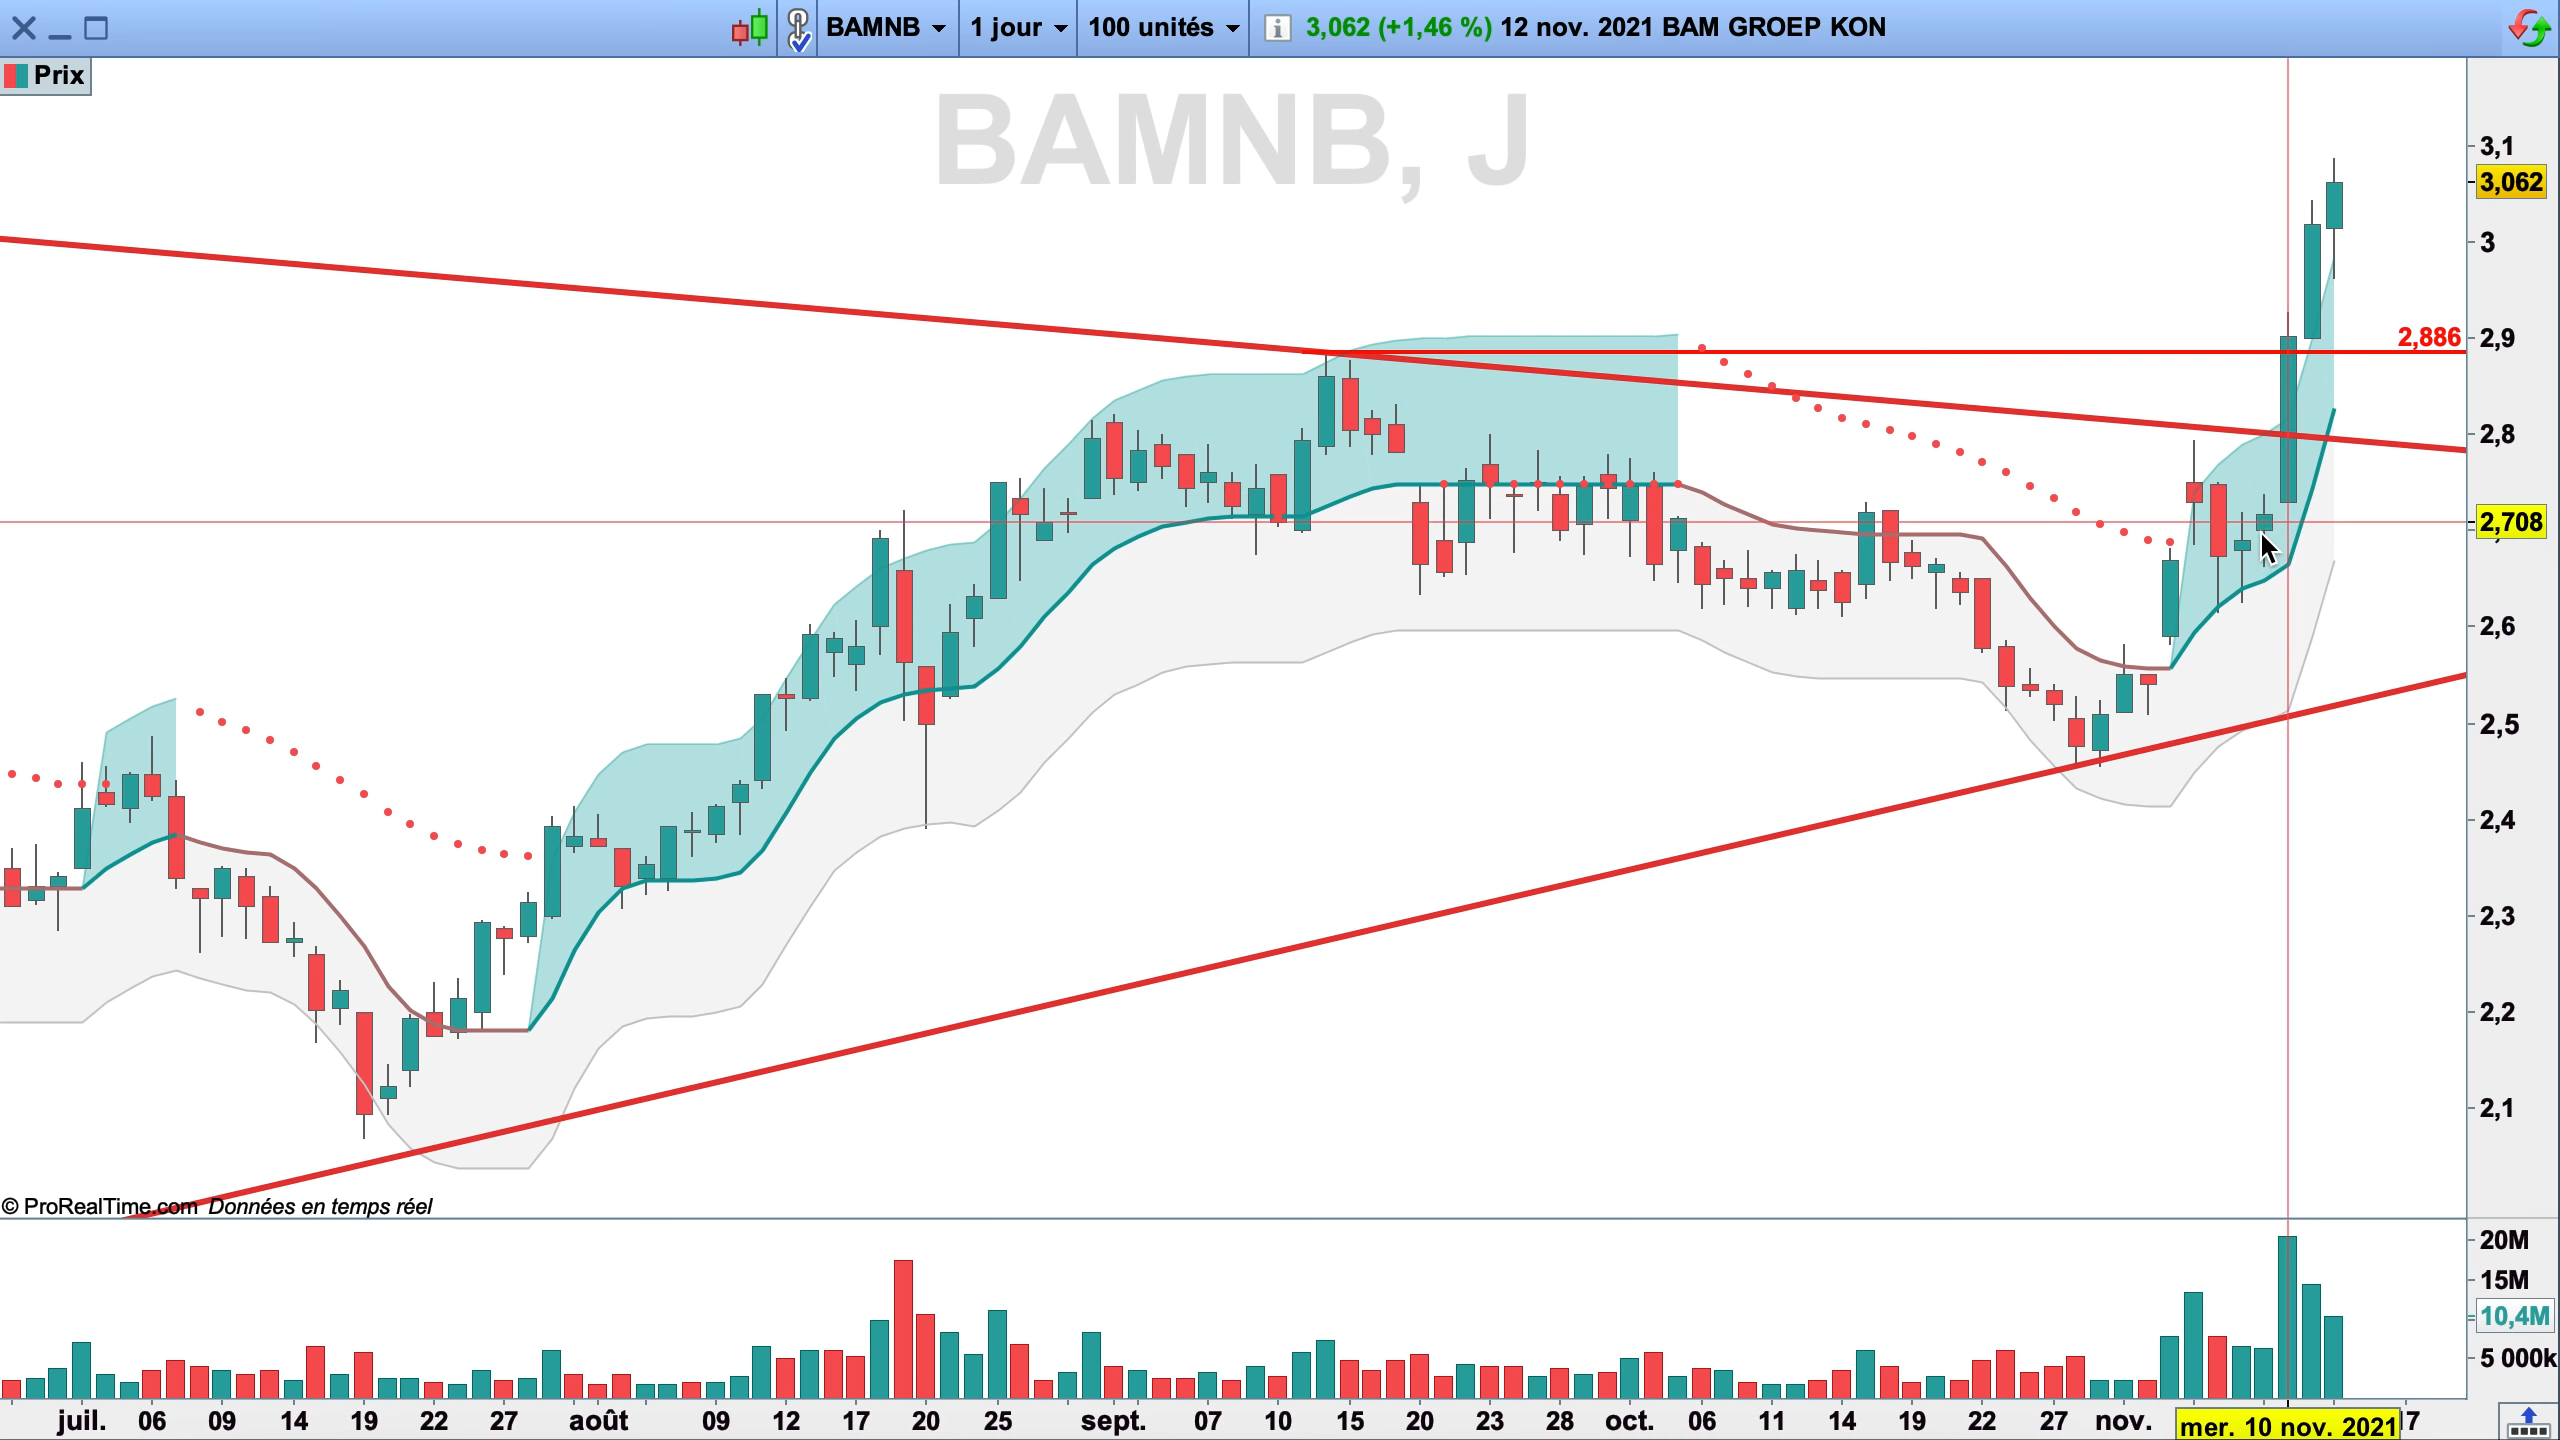 BAMNB 1 jour 100 unités 3,062 (+1,46 %) 12 nov. 2021 BAM GROEP KON
Prix
BAMNB, J
3,1
3,062
3
2,886
2,9
2,8
2,708
2,6
2,5
2,4
2,3
2,2
2,1
© ProRealTime.com Données en temps réel
20M
15M
10,4M
5 000k
juil. 06 09 14 19 22 27 août 09 12 17 20 25 sept. 07 10 15 20 23 28 oct. 06 11 14 19 22 27 nov. mer. 10 nov. 2021 17